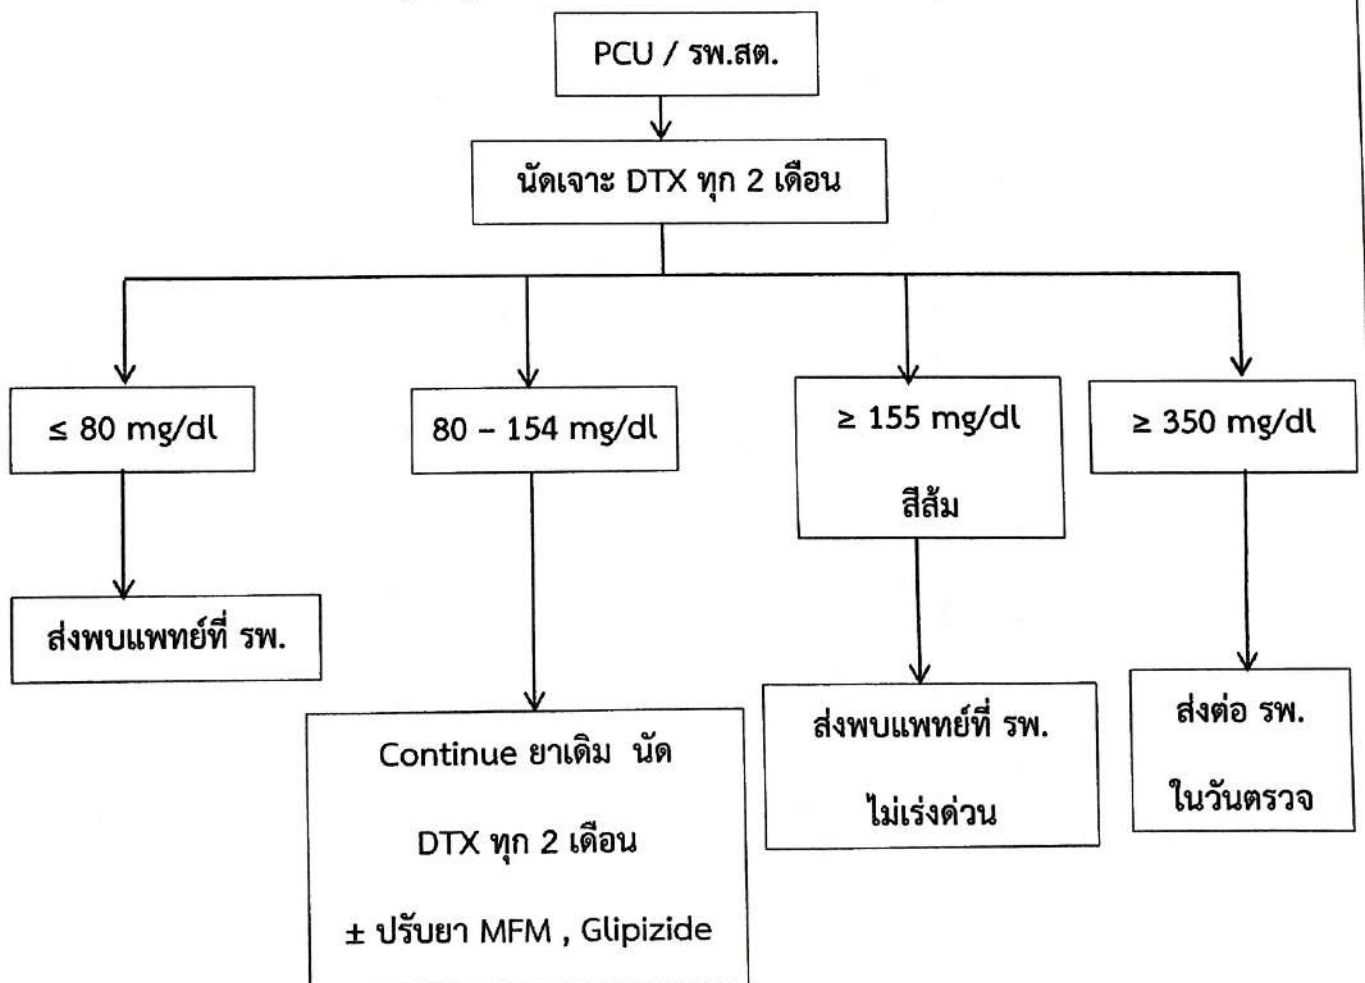 PCU / รพ.สต.
นัดเจาะ DTX ทุก 2 เดือน
≤ 80 mg/dl
80 – 154 mg/dl
≥ 155 mg/dl
สีส้ม
≥ 350 mg/dl
ส่งพบแพทย์ที่ รพ.
Continue ยาเดิม นัด
DTX ทุก 2 เดือน
± ปรับยา MFM , Glipizide
ส่งพบแพทย์ที่ รพ.
ไม่เร่งด่วน
ส่งต่อ รพ.
ในวันตรวจ